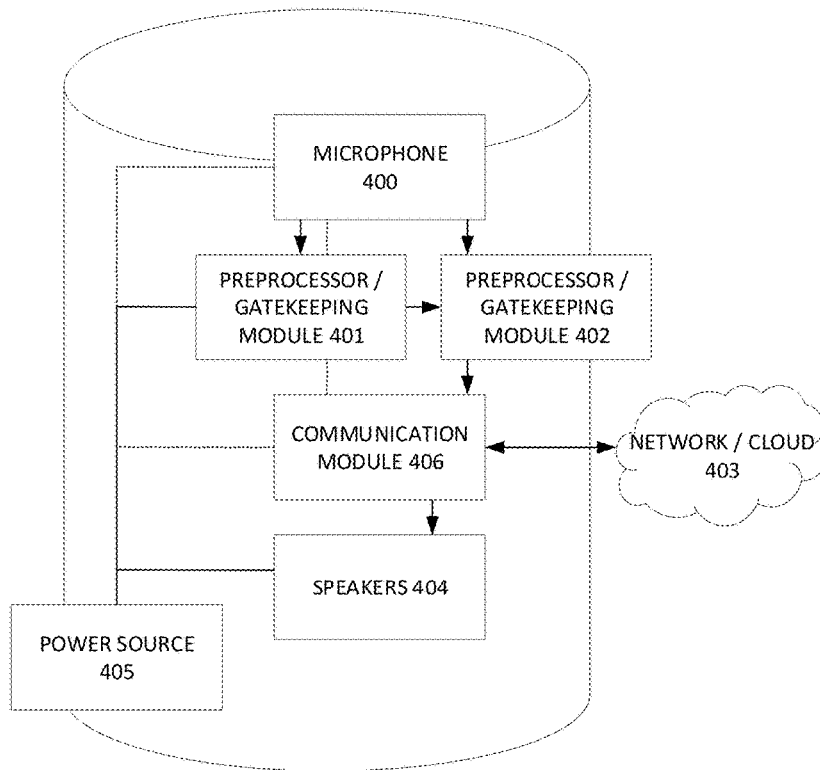 MICROPHONE
400
PREPROCESSOR /
GATEKEEPING
MODULE 401
PREPROCESSOR /
GATEKEEPING
MODULE 402
COMMUNICATION
MODULE 406
NETWORK / CLOUD
403
SPEAKERS 404
POWER SOURCE
405